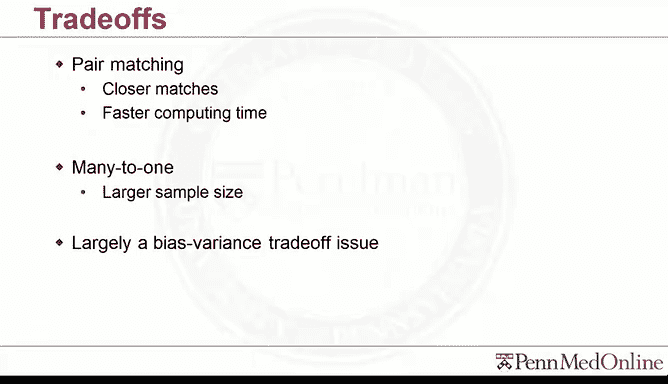 Tradeoffs
Pair matching
Closer matches
Faster computing time
Many-to-one
Larger sample size
Largely a bias-variance tradeoff issue
PennMedOnline